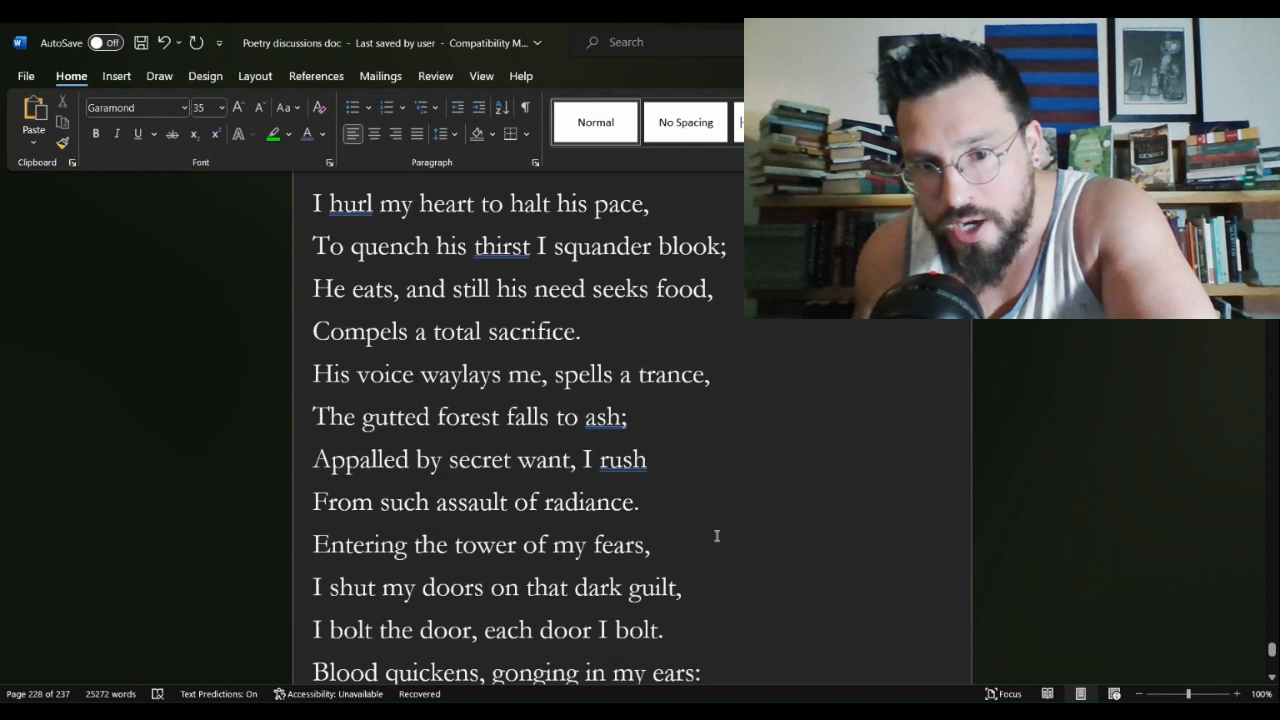 AutoSave Off Poetry discussions doc - Last saved by user - Compatibility M... Search
File Home Insert Draw Design Layout References Mailings Review View Help
Paste
Garamond 35
Normal
No Spacing
Clipboard Font Paragraph
I hurl my heart to halt his pace,
To quench his thirst I squander blook;
He eats, and still his need seeks food,
Compels a total sacrifice.
His voice waylays me, spells a trance,
The gutted forest falls to ash;
Appalled by secret want, I rush
From such assault of radiance.
Entering the tower of my fears,
I shut my doors on that dark guilt,
I bolt the door, each door I bolt.
Blood quickens, gonging in my ears:
Page 228 of 237 25272 words Text Predictions: On Accessibility: Unavailable Recovered Focus 100%